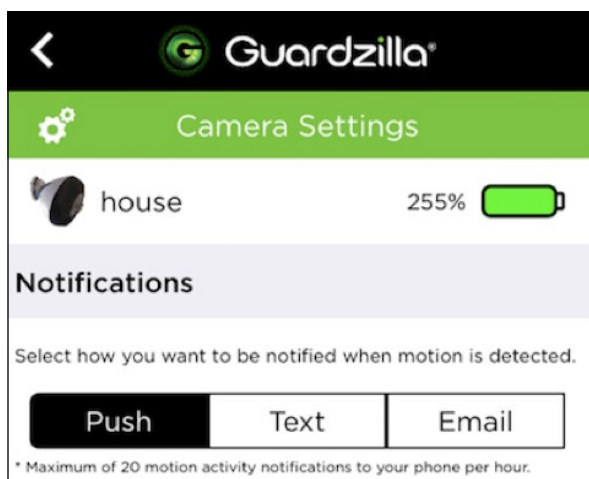 Guardzilla®
Camera Settings
house 255%
Notifications
Select how you want to be notified when motion is detected.
Push Text Email
* Maximum of 20 motion activity notifications to your phone per hour.